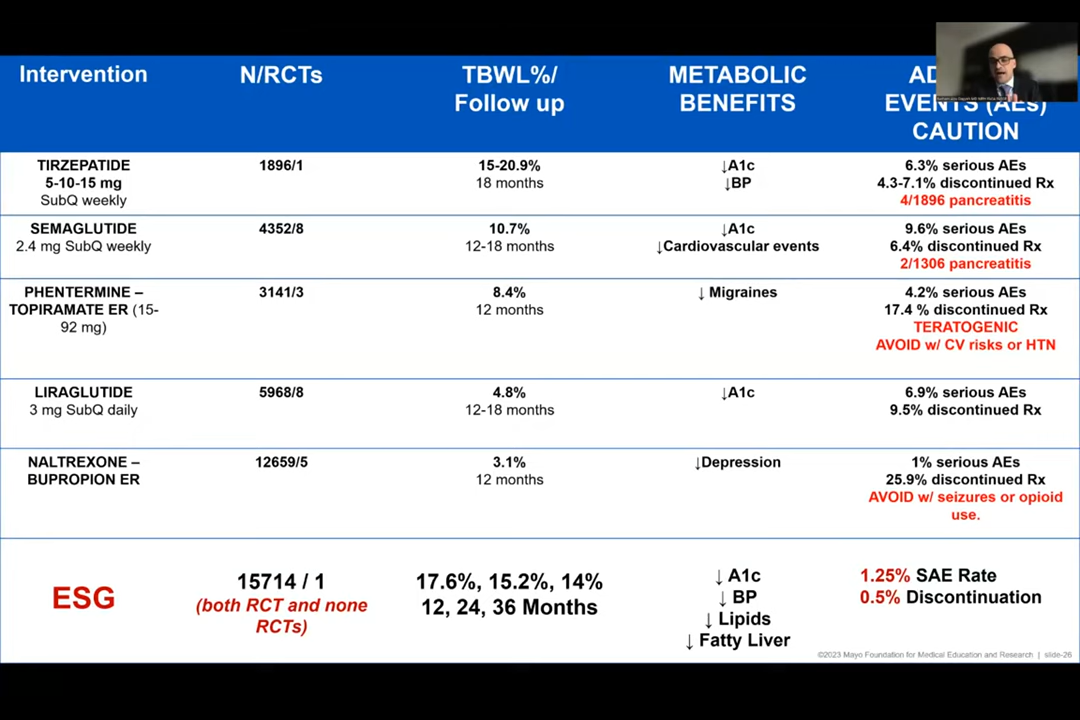 Intervention
N/RCTs
TBWL%/
Follow up
METABOLIC
BENEFITS
EVENTS (AEs)
CAUTION
TIRZEPATIDE
5-10-15 mg
SubQ weekly
1896/1
15-20.9%
18 months
↓A1c
↓BP
6.3% serious AEs
4.3-7.1% discontinued Rx
4/1896 pancreatitis
SEMAGLUTIDE
2.4 mg SubQ weekly
4352/8
10.7%
12-18 months
↓A1c
↓Cardiovascular events
9.6% serious AEs
6.4% discontinued Rx
2/1306 pancreatitis
PHENTERMINE –
TOPIRAMATE ER (15-
92 mg)
3141/3
8.4%
12 months
↓ Migraines
4.2% serious AEs
17.4 % discontinued Rx
TERATOGENIC
AVOID w/ CV risks or HTN
LIRAGLUTIDE
3 mg SubQ daily
5968/8
4.8%
12-18 months
↓A1c
6.9% serious AEs
9.5% discontinued Rx
NALTREXONE –
BUPROPION ER
12659/5
3.1%
12 months
↓Depression
1% serious AEs
25.9% discontinued Rx
AVOID w/ seizures or opioid
use.
ESG
15714 / 1
(both RCT and none
RCTs)
17.6%, 15.2%, 14%
12, 24, 36 Months
↓ A1c
↓ BP
↓ Lipids
↓ Fatty Liver
1.25% SAE Rate
0.5% Discontinuation
©2023 Mayo Foundation for Medical Education and Research | slide-26